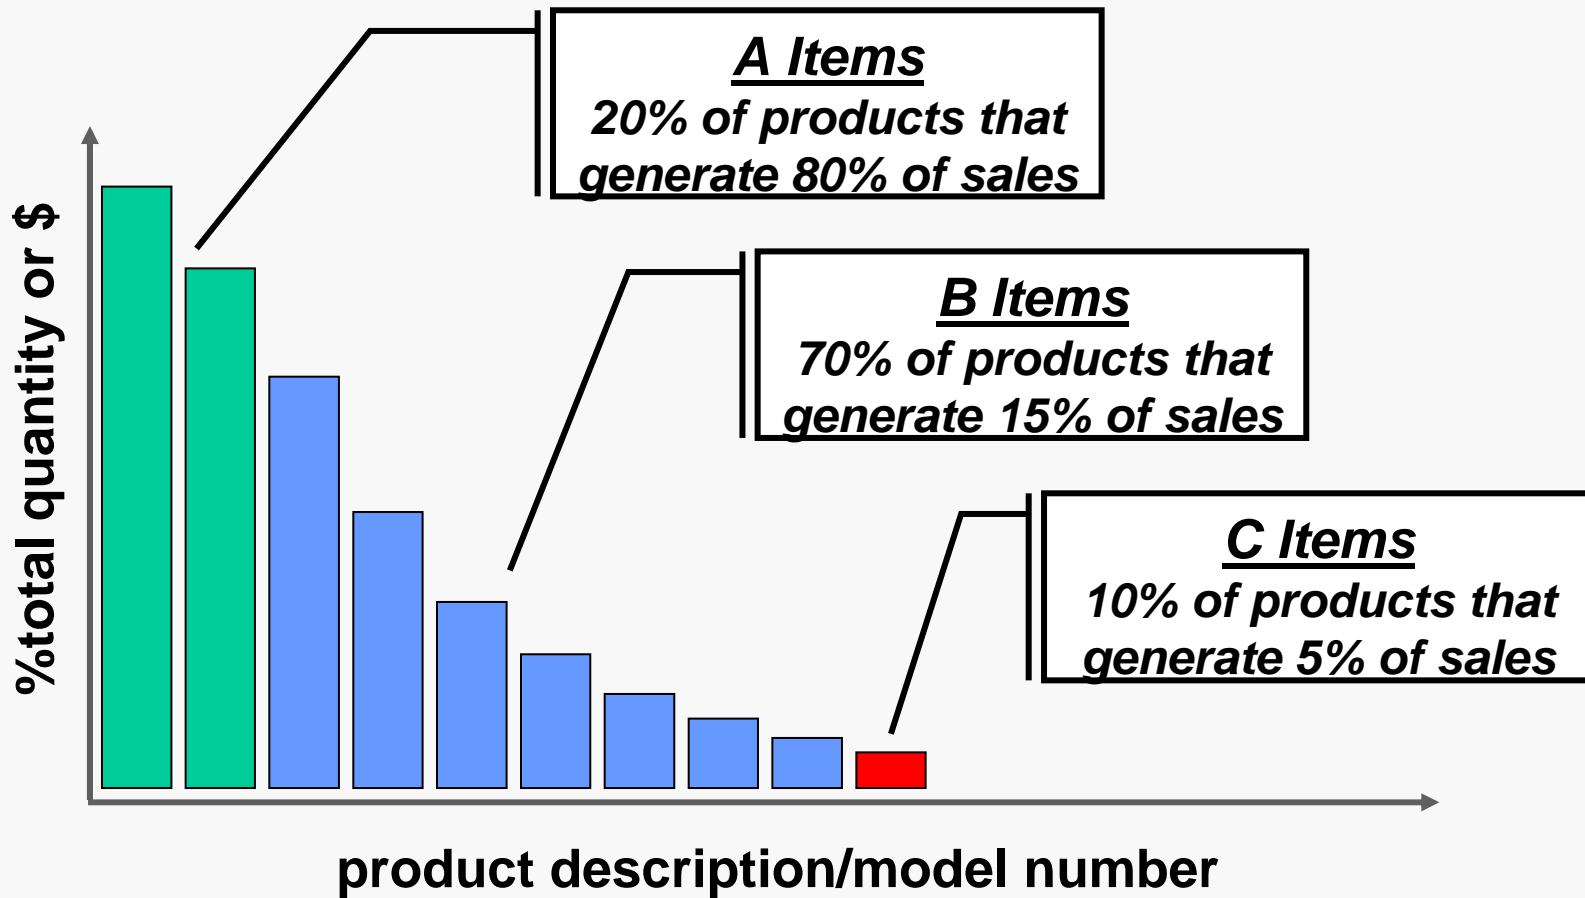 A Items
20% of products that
generate 80% of sales
B Items
70% of products that
generate 15% of sales
C Items
10% of products that
generate 5% of sales
%total quantity or $
product description/model number